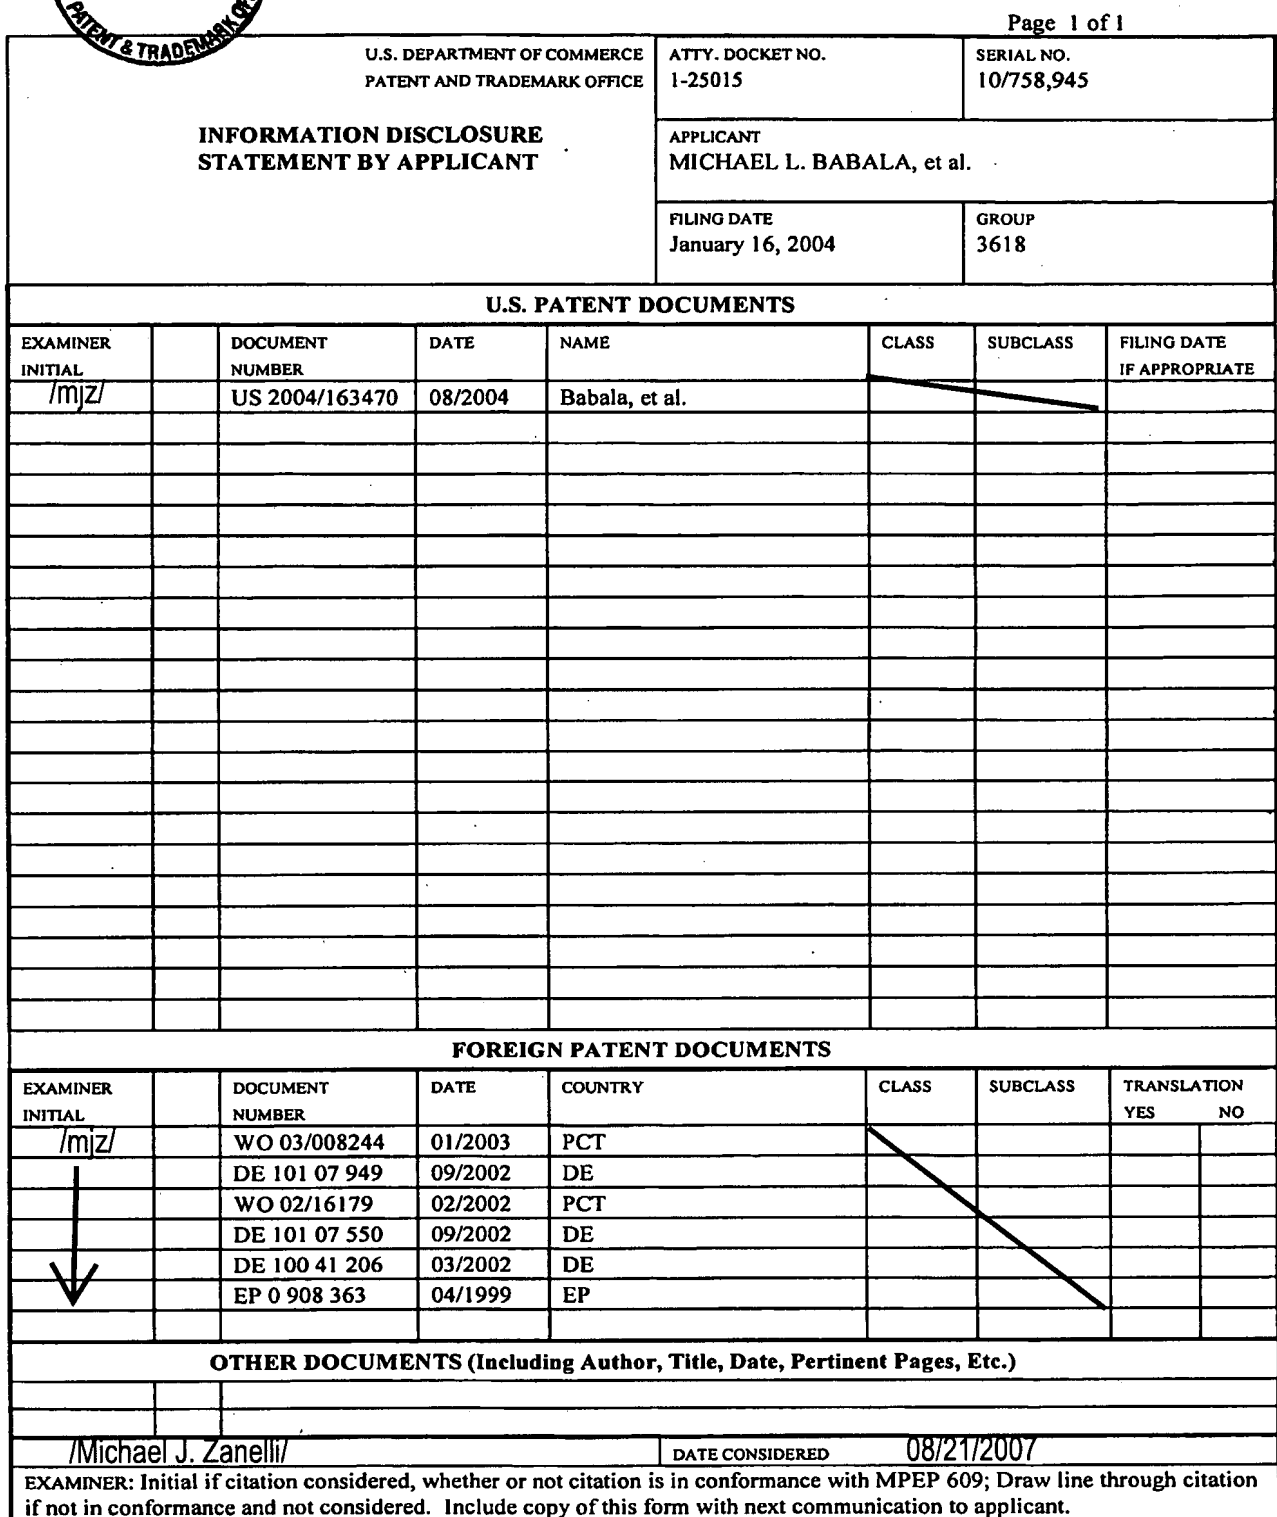 PATENT & TRADEMARK
Page 1 of 1
U.S. DEPARTMENT OF COMMERCE
PATENT AND TRADEMARK OFFICE
ATTY. DOCKET NO.
1-25015
SERIAL NO.
10/758,945
INFORMATION DISCLOSURE
STATEMENT BY APPLICANT
APPLICANT
MICHAEL L. BABALA, et al.
FILING DATE
January 16, 2004
GROUP
3618
U.S. PATENT DOCUMENTS
EXAMINER INITIAL DOCUMENT NUMBER DATE NAME CLASS SUBCLASS FILING DATE IF APPROPRIATE
/mjz/ US 2004/163470 08/2004 Babala, et al.
FOREIGN PATENT DOCUMENTS
EXAMINER INITIAL DOCUMENT NUMBER DATE COUNTRY CLASS SUBCLASS TRANSLATION YES NO
/mjz/ WO 03/008244 01/2003 PCT
DE 101 07 949 09/2002 DE
WO 02/16179 02/2002 PCT
DE 101 07 550 09/2002 DE
DE 100 41 206 03/2002 DE
EP 0 908 363 04/1999 EP
OTHER DOCUMENTS (Including Author, Title, Date, Pertinent Pages, Etc.)
/Michael J. Zanelli/ DATE CONSIDERED 08/21/2007
EXAMINER: Initial if citation considered, whether or not citation is in conformance with MPEP 609; Draw line through citation
if not in conformance and not considered. Include copy of this form with next communication to applicant.